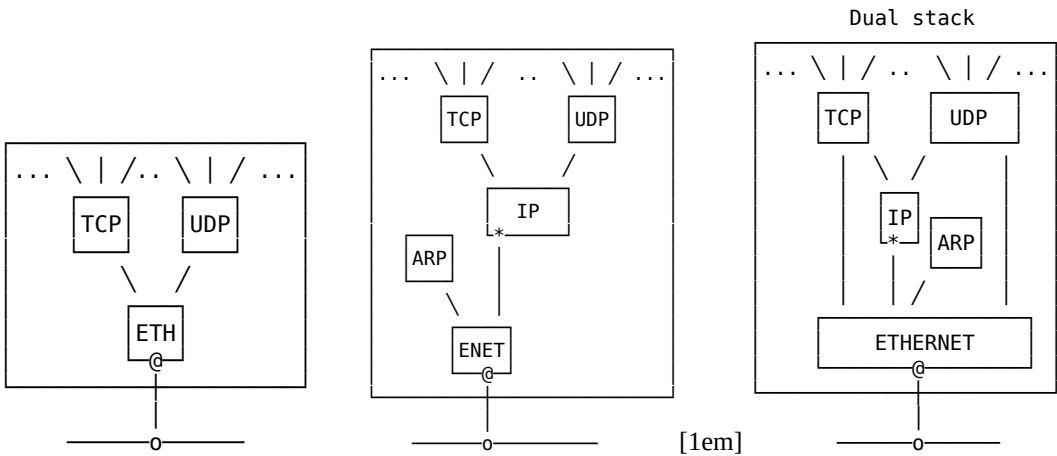 ... \ | /.. \ | / ...
TCP UDP
\ /
ETH
@
|
o
... \ | / .. \ | / ...
TCP UDP
\ /
IP
*
ARP
\ |
ENET
@
|
o
[1em]
Dual stack
... \ | / .. \ | / ...
TCP UDP
| \ / |
IP
*
ARP
| | / |
ETHERNET
@
|
o